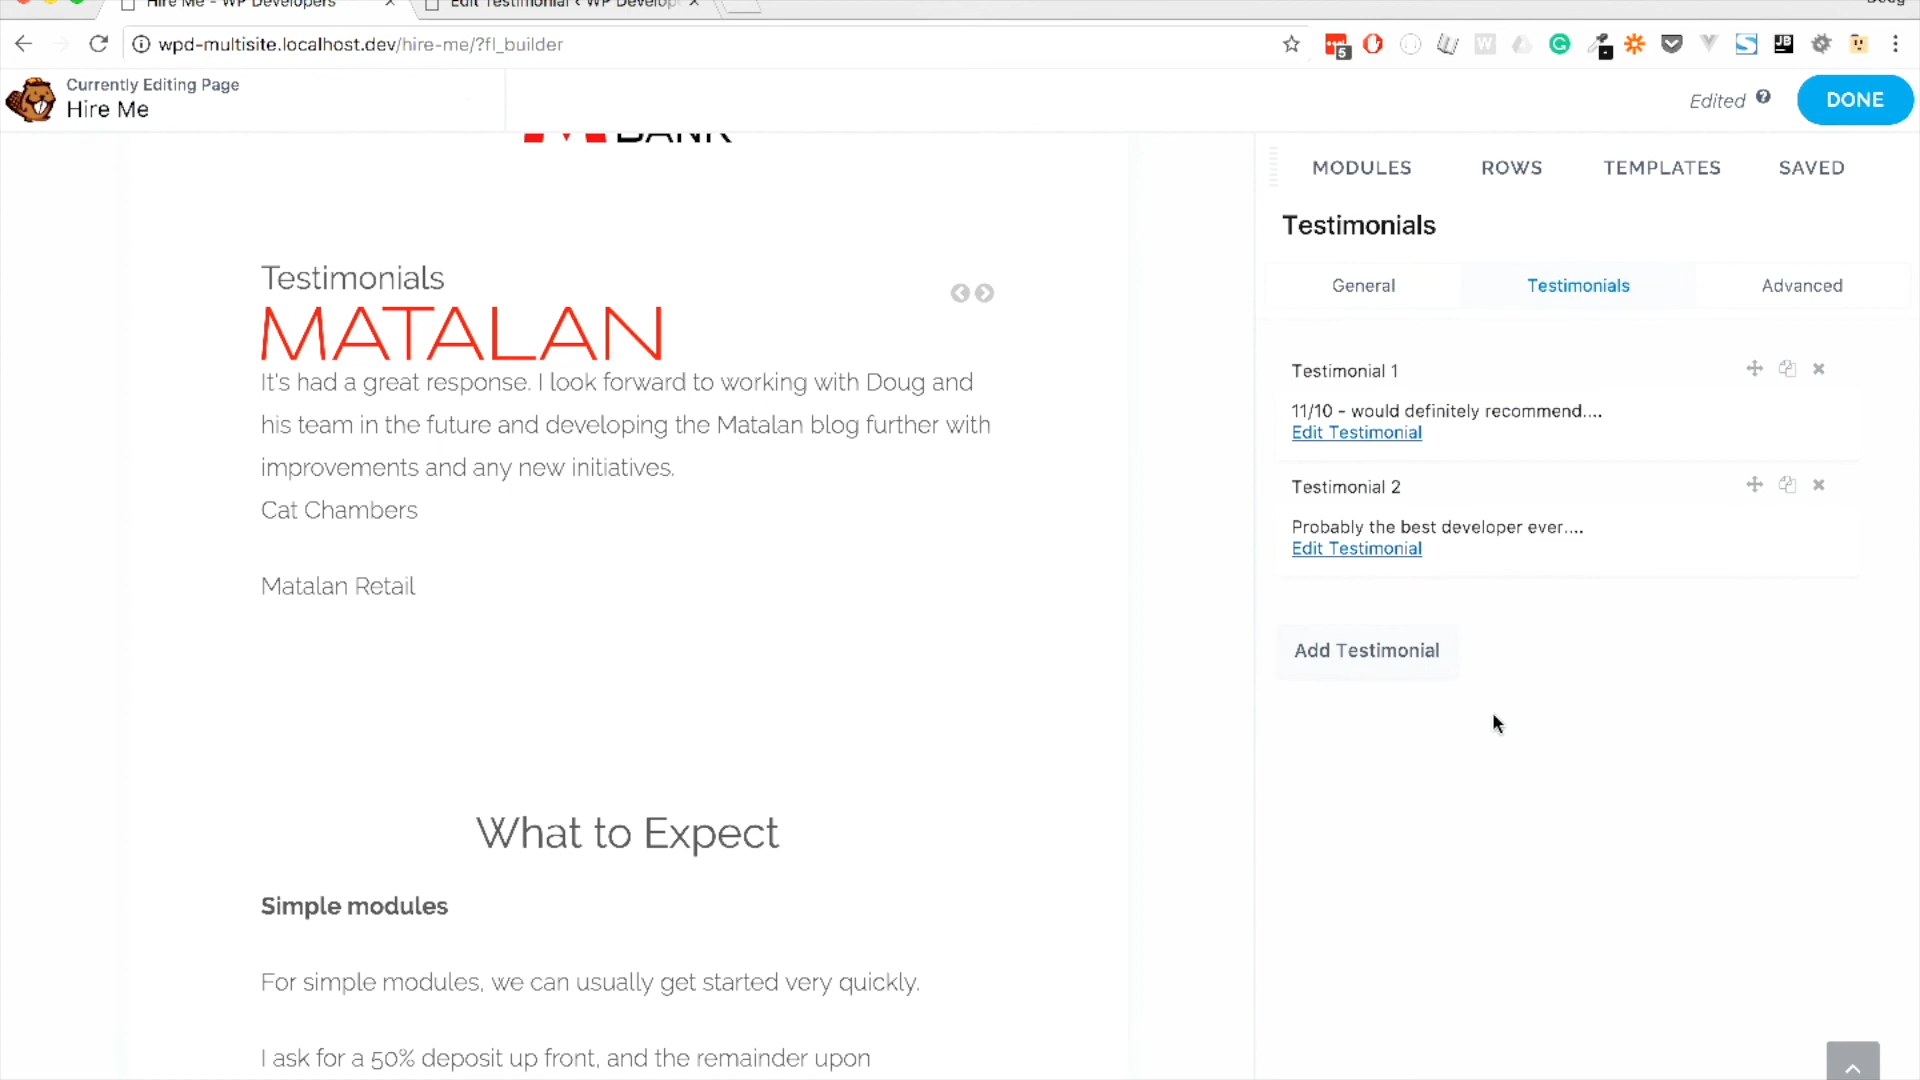 Hire Me - WP Developers
Edit Testimonial ‹ WP Develop
Doug
wpd-multisite.localhost.dev/hire-me/?fl_builder
5
Currently Editing Page
Hire Me
Edited
DONE
BANK
MODULES ROWS TEMPLATES SAVED
Testimonials
General Testimonials Advanced
Testimonial 1
11/10 - would definitely recommend....
Edit Testimonial
Testimonial 2
Probably the best developer ever....
Edit Testimonial
Add Testimonial
Testimonials
MATALAN
It's had a great response. I look forward to working with Doug and
his team in the future and developing the Matalan blog further with
improvements and any new initiatives.
Cat Chambers
Matalan Retail
What to Expect
Simple modules
For simple modules, we can usually get started very quickly.
I ask for a 50% deposit up front, and the remainder upon